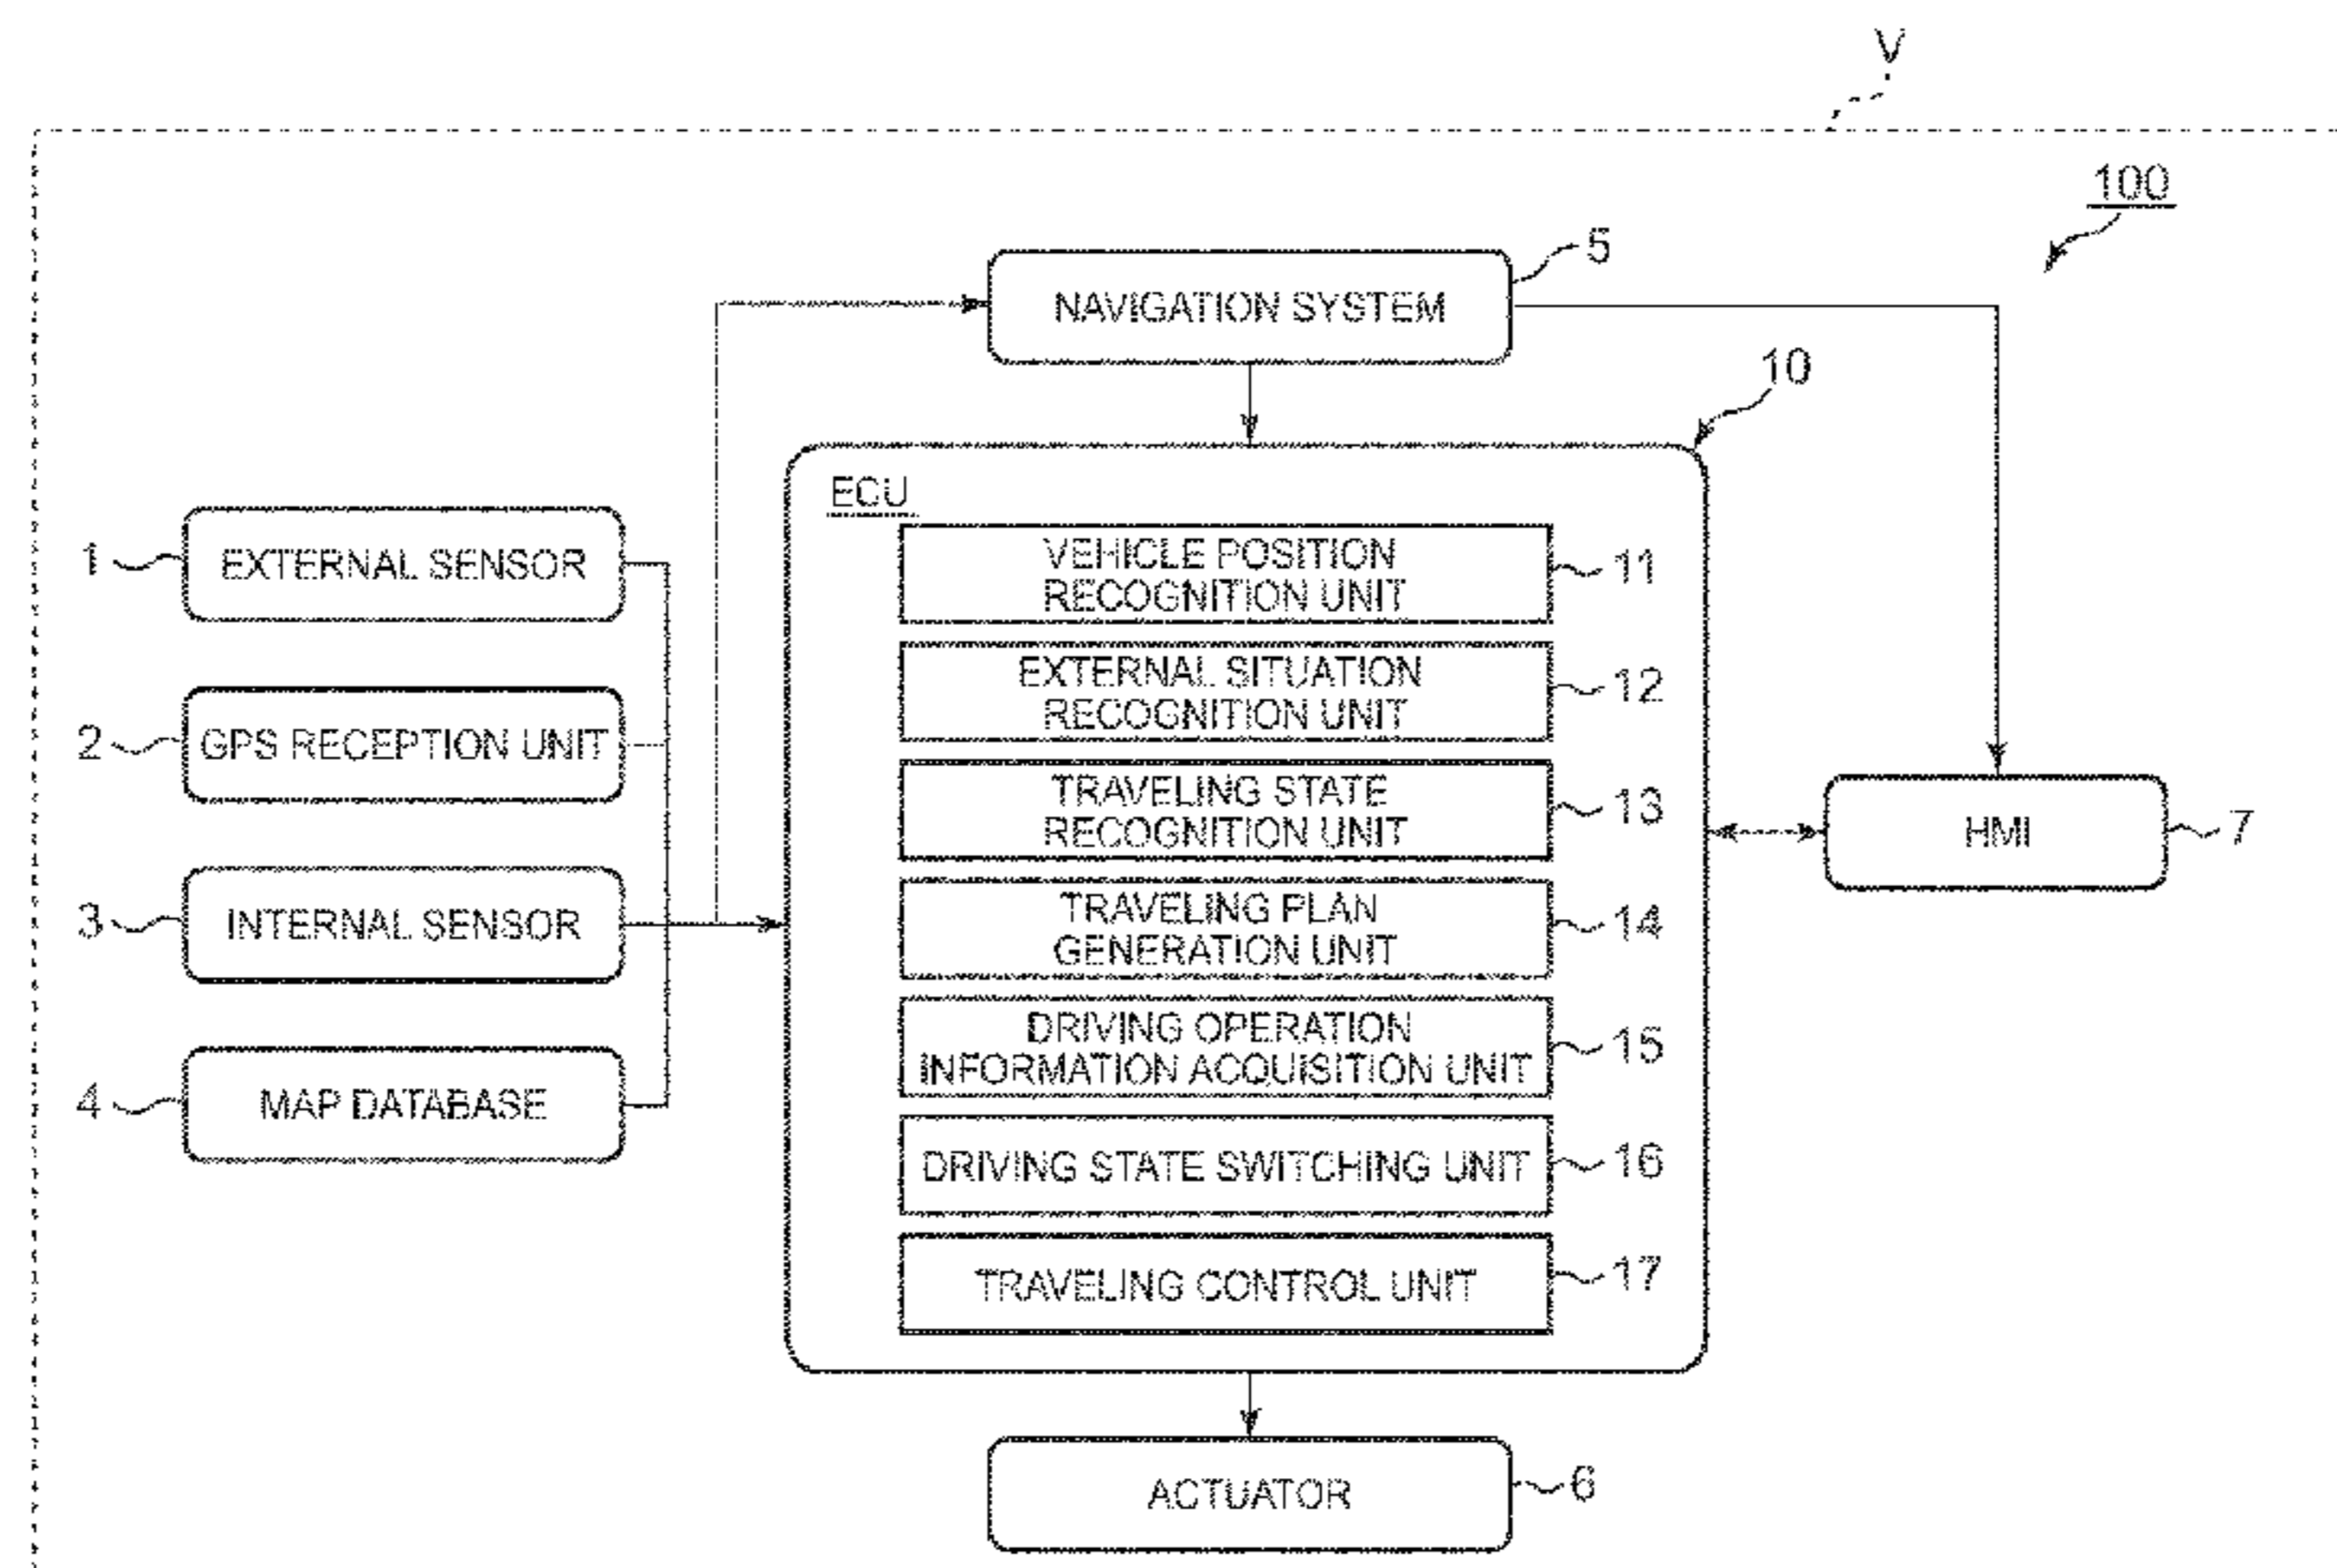 V
100
5
NAVIGATION SYSTEM
10
ECU
1
EXTERNAL SENSOR
VEHICLE POSITION
RECOGNITION UNIT
11
EXTERNAL SITUATION
RECOGNITION UNIT
12
2
GPS RECEPTION UNIT
TRAVELING STATE
RECOGNITION UNIT
13
HMI
7
3
INTERNAL SENSOR
TRAVELING PLAN
GENERATION UNIT
14
DRIVING OPERATION
INFORMATION ACQUISITION UNIT
15
4
MAP DATABASE
DRIVING STATE SWITCHING UNIT
16
TRAVELING CONTROL UNIT
17
ACTUATOR
6